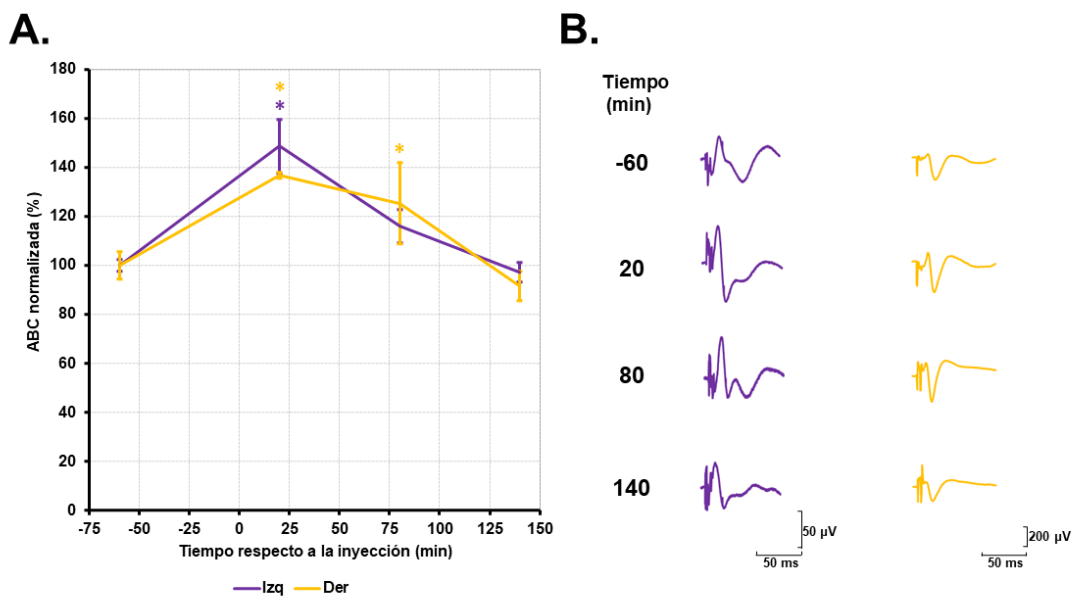 A.
180
160
140
120
100
80
60
40
20
0
ABC normalizada (%)
*
*
*
-75 -50 -25 0 25 50 75 100 125 150
Tiempo respecto a la inyección (min)
Izq Der
B.
Tiempo
(min)
-60
20
80
140
50 µV
50 ms
200 µV
50 ms